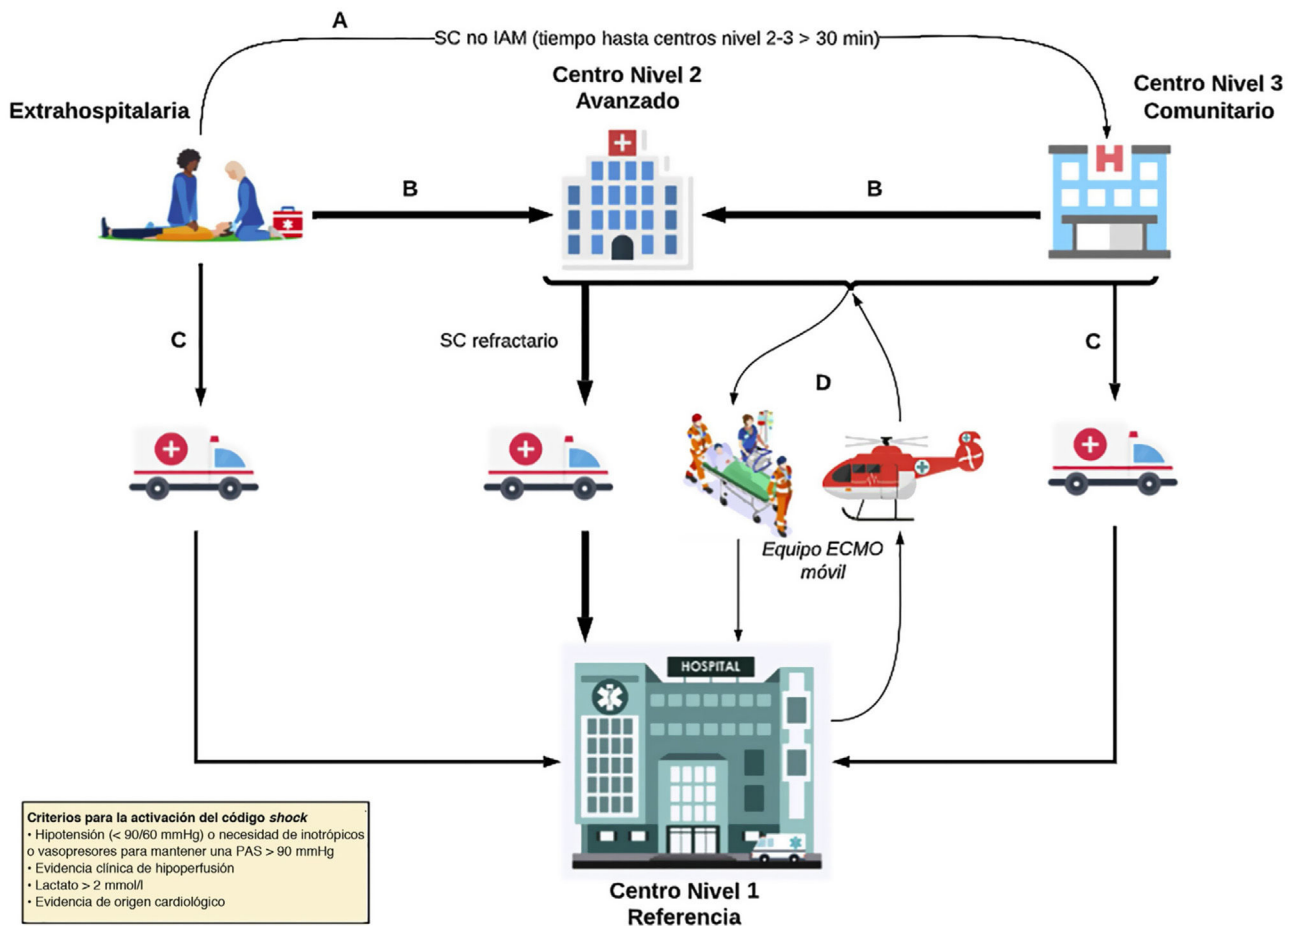 A
SC no IAM (tiempo hasta centros nivel 2-3 > 30 min)
Extrahospitalaria
Centro Nivel 2
Avanzado
Centro Nivel 3
Comunitario
H
B
B
C
SC refractario
D
C
Equipo ECMO
móvil
HOSPITAL
Criterios para la activación del código shock
• Hipotensión (< 90/60 mmHg) o necesidad de inotrópicos
o vasopresores para mantener una PAS > 90 mmHg
• Evidencia clínica de hipoperfusión
• Lactato > 2 mmol/l
• Evidencia de origen cardiológico
Centro Nivel 1
Referencia